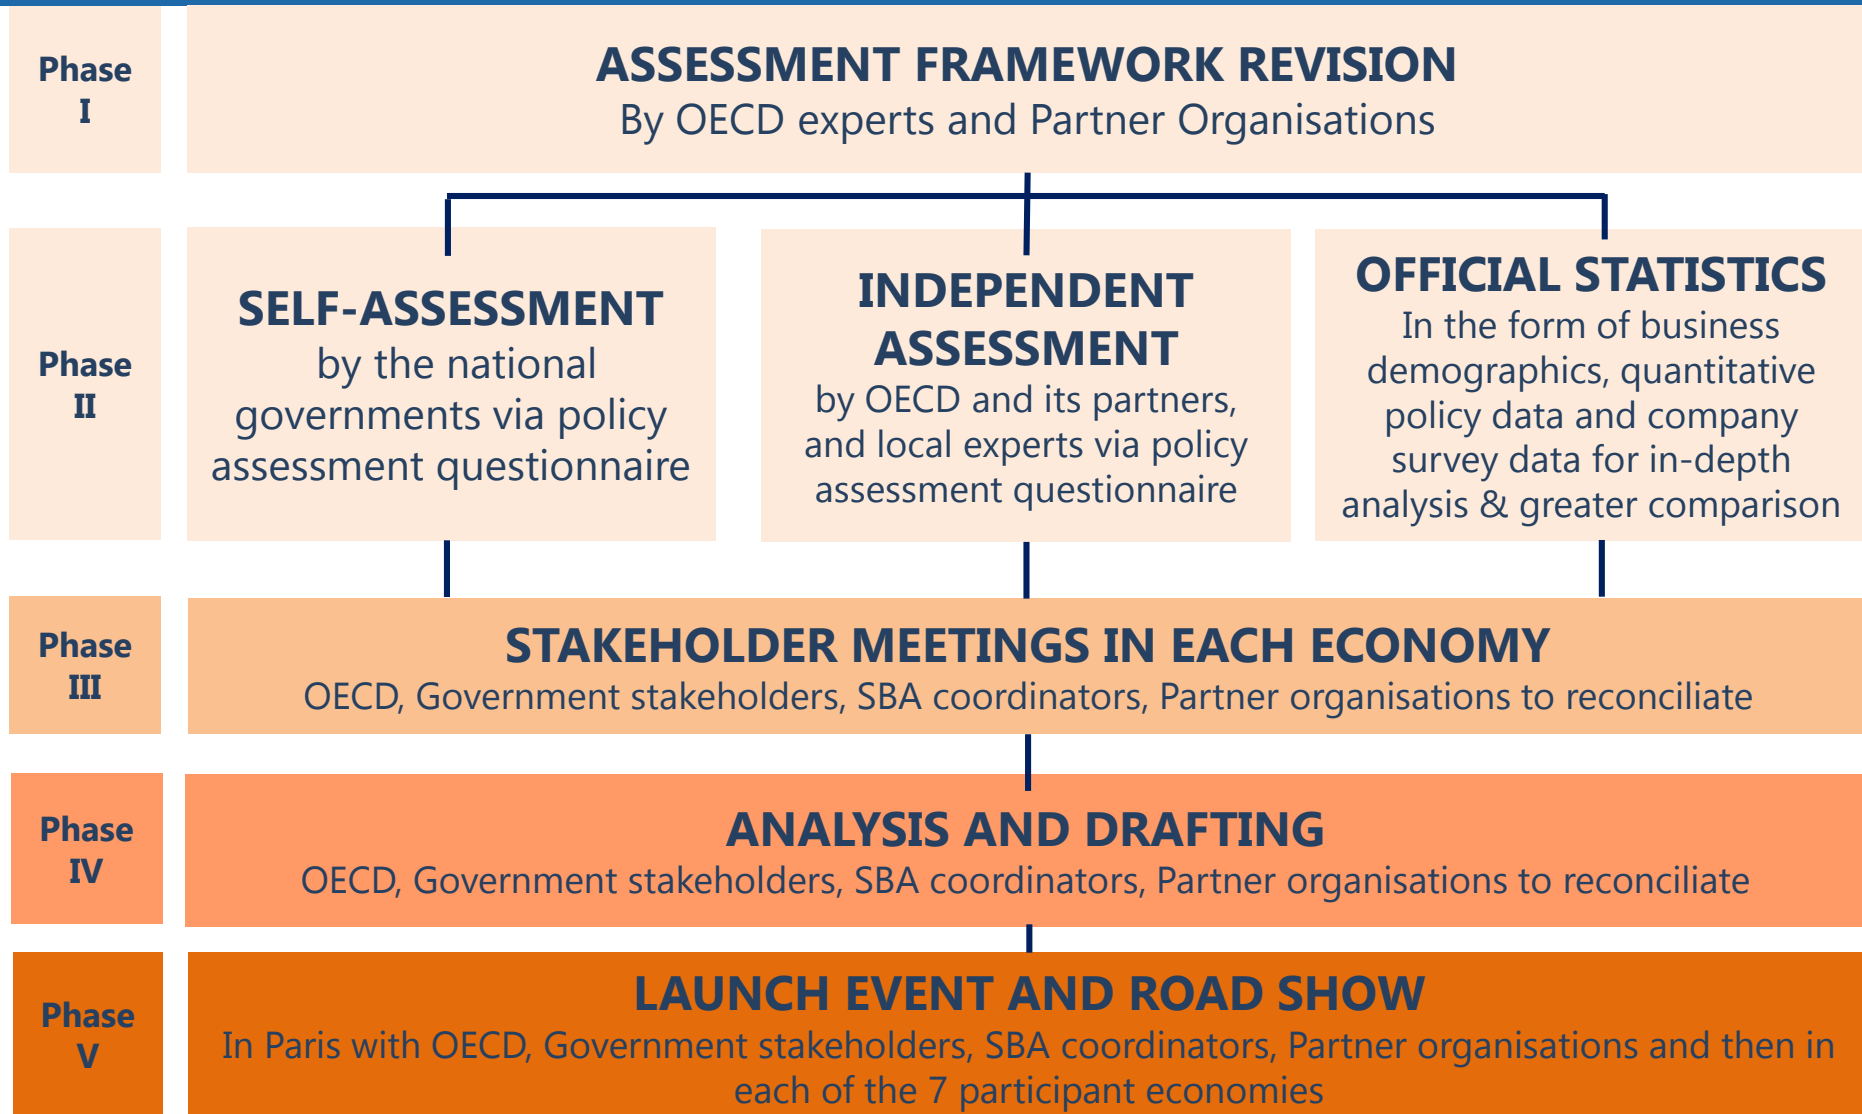 Phase
I
ASSESSMENT FRAMEWORK REVISION
By OECD experts and Partner Organisations
Phase
II
SELF-ASSESSMENT
by the national
governments via policy
assessment questionnaire
INDEPENDENT
ASSESSMENT
by OECD and its partners,
and local experts via policy
assessment questionnaire
OFFICIAL STATISTICS
In the form of business
demographics, quantitative
policy data and company
survey data for in-depth
analysis & greater comparison
Phase
III
STAKEHOLDER MEETINGS IN EACH ECONOMY
OECD, Government stakeholders, SBA coordinators, Partner organisations to reconciliate
Phase
IV
ANALYSIS AND DRAFTING
OECD, Government stakeholders, SBA coordinators, Partner organisations to reconciliate
Phase
V
LAUNCH EVENT AND ROAD SHOW
In Paris with OECD, Government stakeholders, SBA coordinators, Partner organisations and then in
each of the 7 participant economies